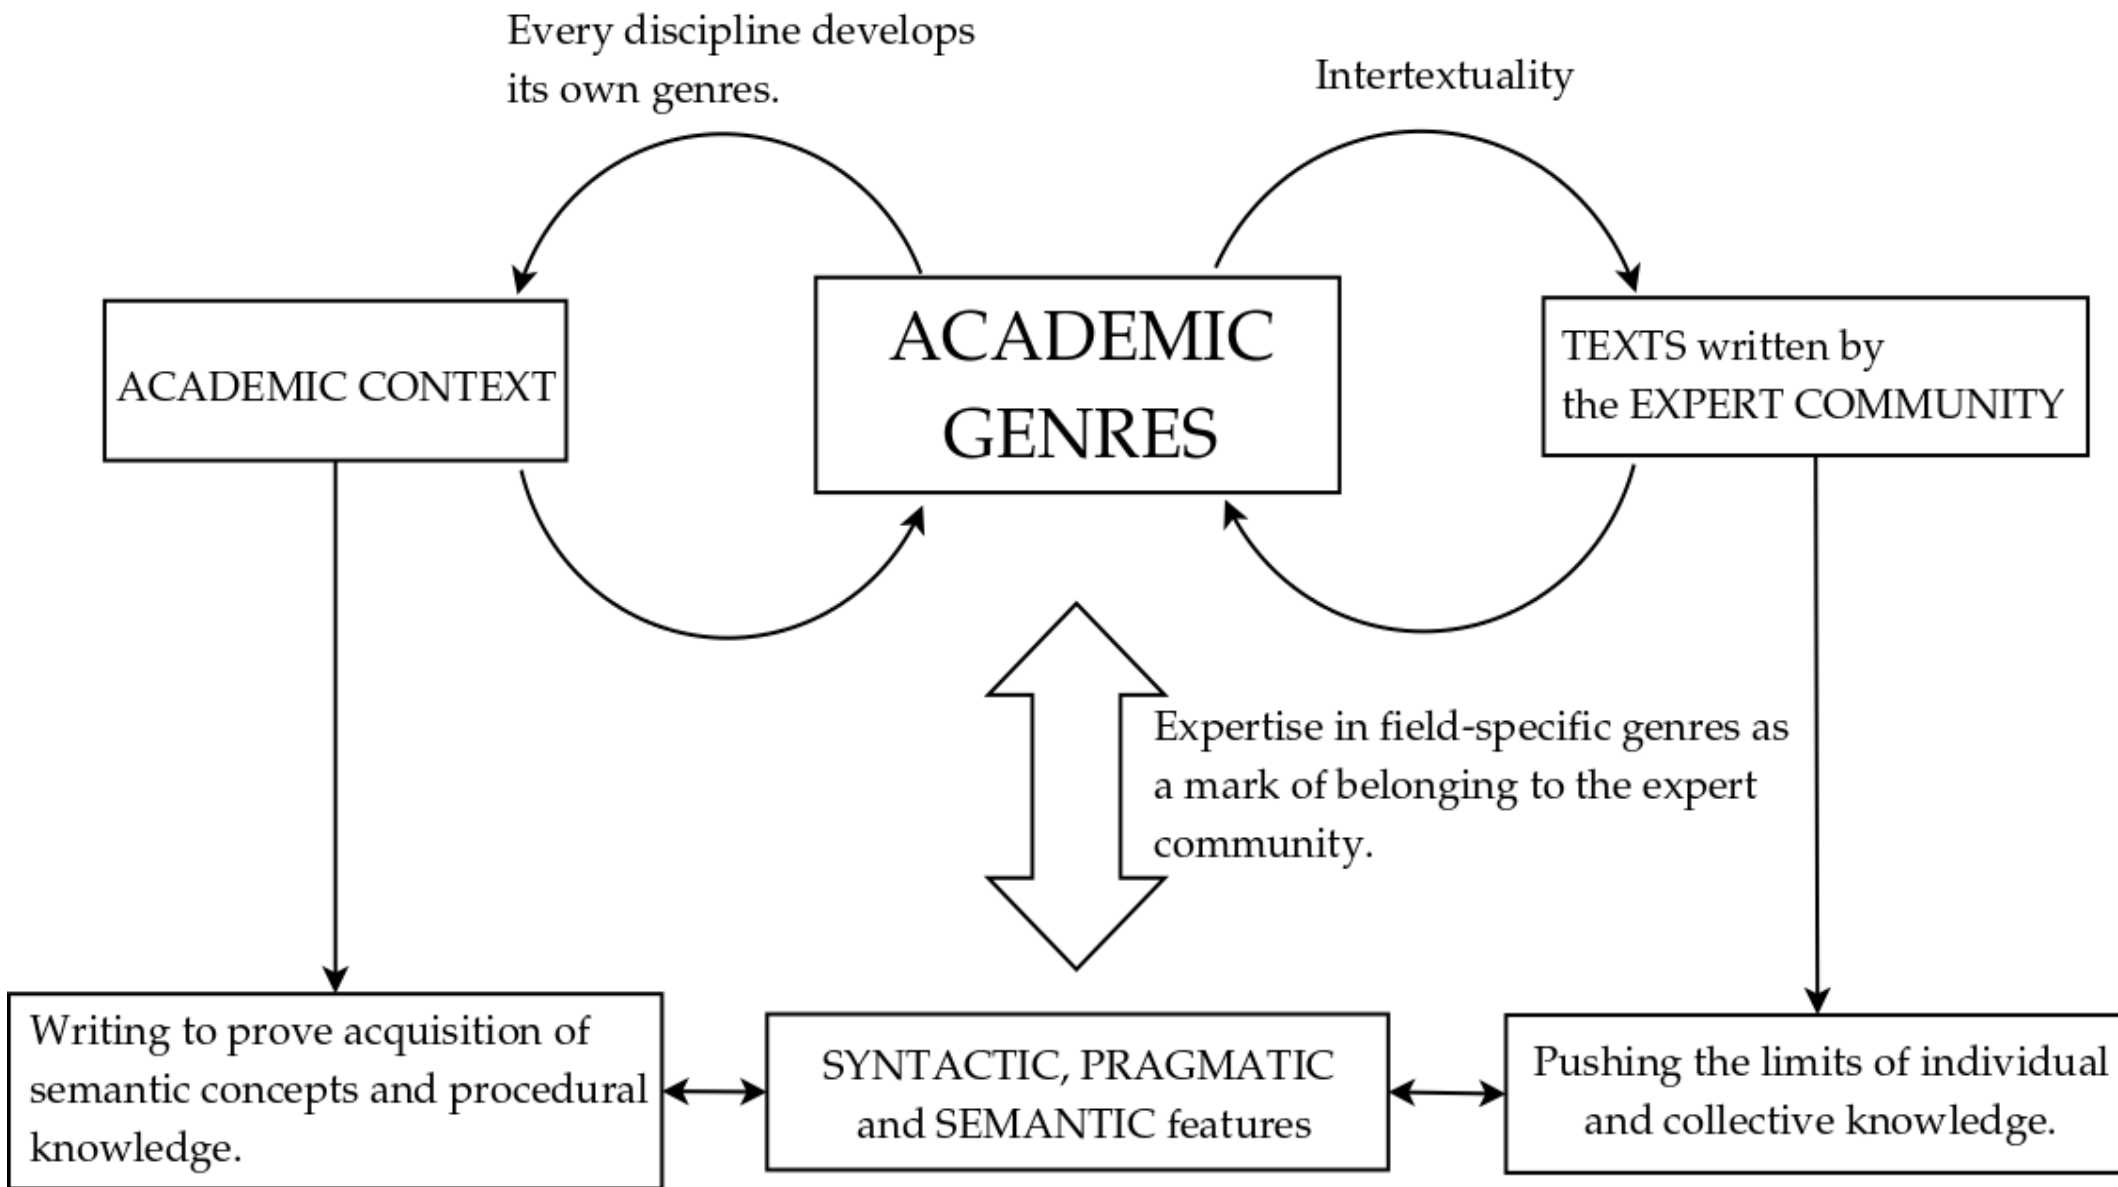 Every discipline develops
its own genres.
Intertextuality
ACADEMIC CONTEXT
ACADEMIC
GENRES
TEXTS written by
the EXPERT COMMUNITY
Expertise in field-specific genres as
a mark of belonging to the expert
community.
Writing to prove acquisition of
semantic concepts and procedural
knowledge.
SYNTACTIC, PRAGMATIC
and SEMANTIC features
Pushing the limits of individual
and collective knowledge.